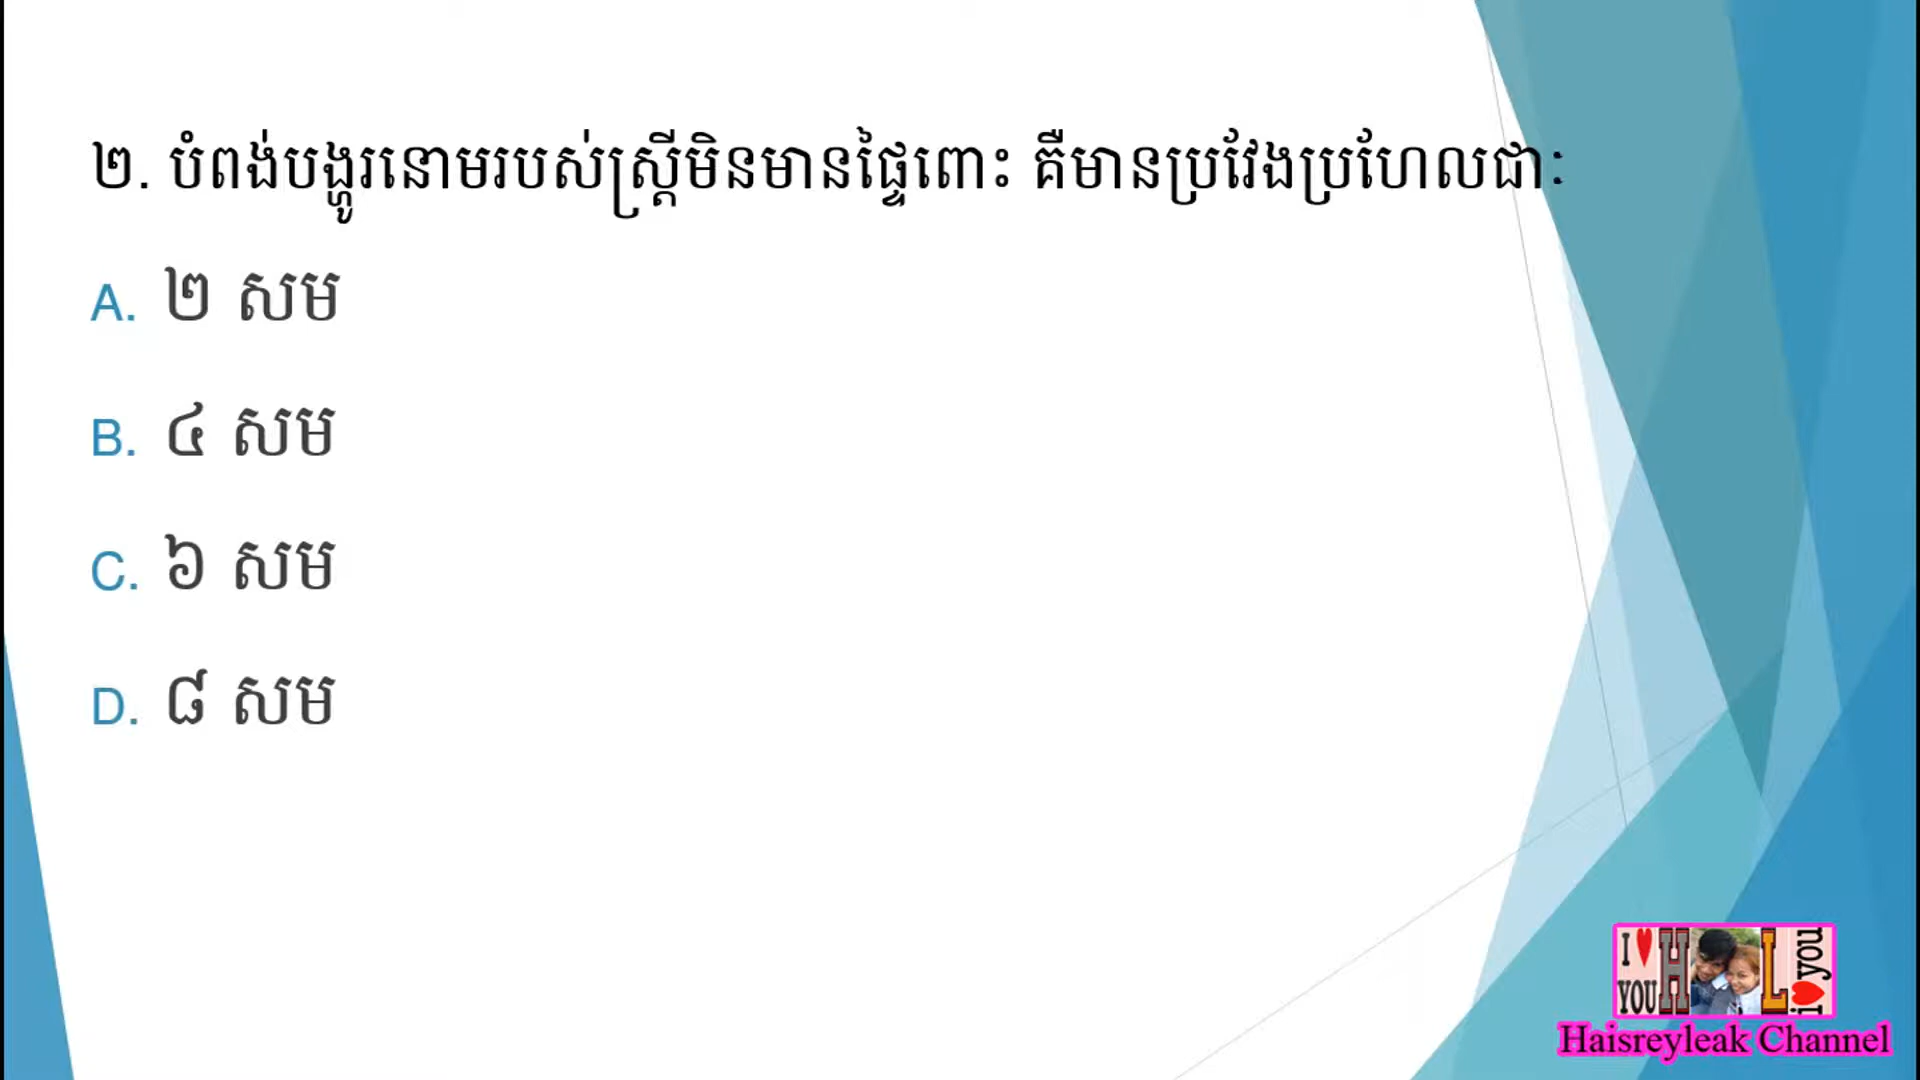 ២. បំពង់បង្ហូរនោមរបស់ស្ត្រីមិនមានផ្ទៃពោះ គឺមានប្រវែងប្រហែលជាៈ
A. ២ សម
B. ៤ សម
C. ៦ សម
D. ៨ សម
I ♥ YOU H L i ♥ you
Haisreyleak Channel